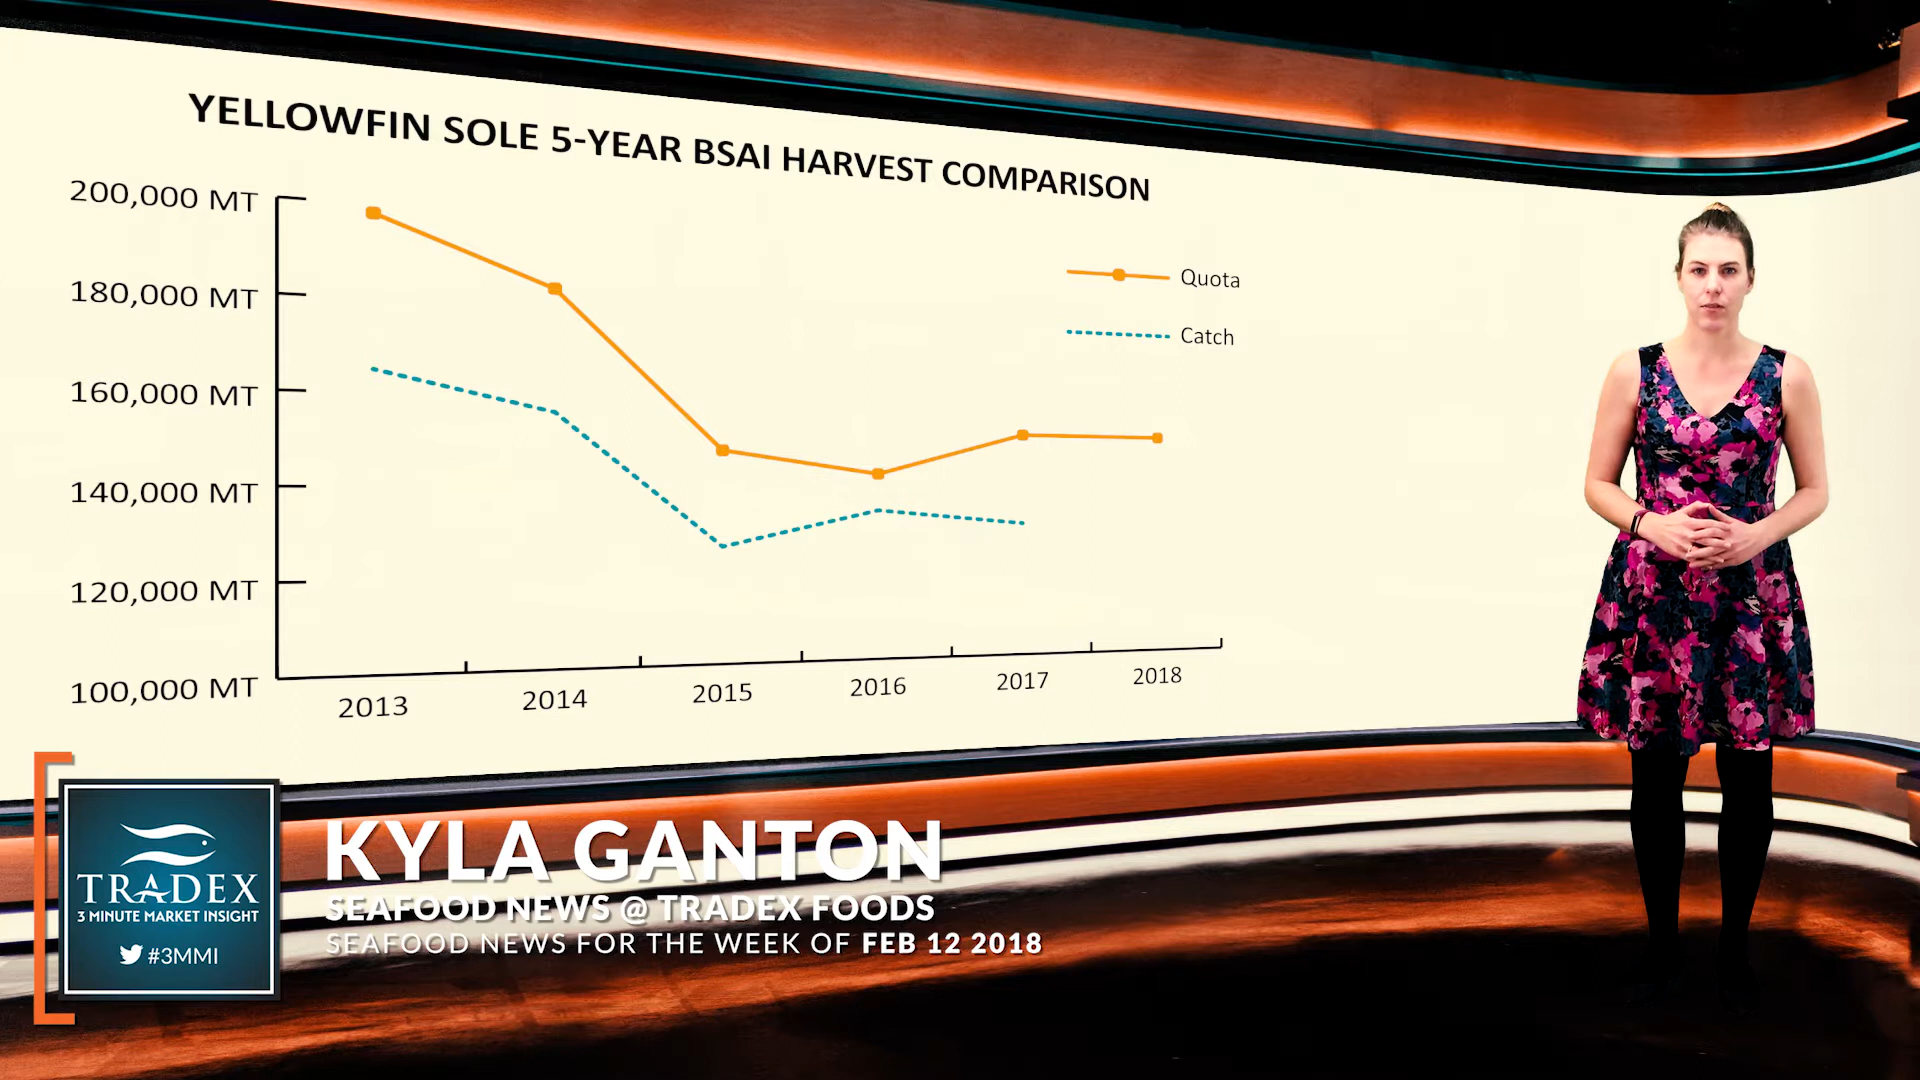 YELLOWFIN SOLE 5-YEAR BSAI HARVEST COMPARISON
200,000 MT
180,000 MT
160,000 MT
140,000 MT
120,000 MT
100,000 MT
Quota
Catch
2013
2014
2015
2016
2017
2018
TRADEX
3 MINUTE MARKET INSIGHT
#3MMI
KYLA GANTON
SEAFOOD NEWS @ TRADEX FOODS
SEAFOOD NEWS FOR THE WEEK OF FEB 12 2018